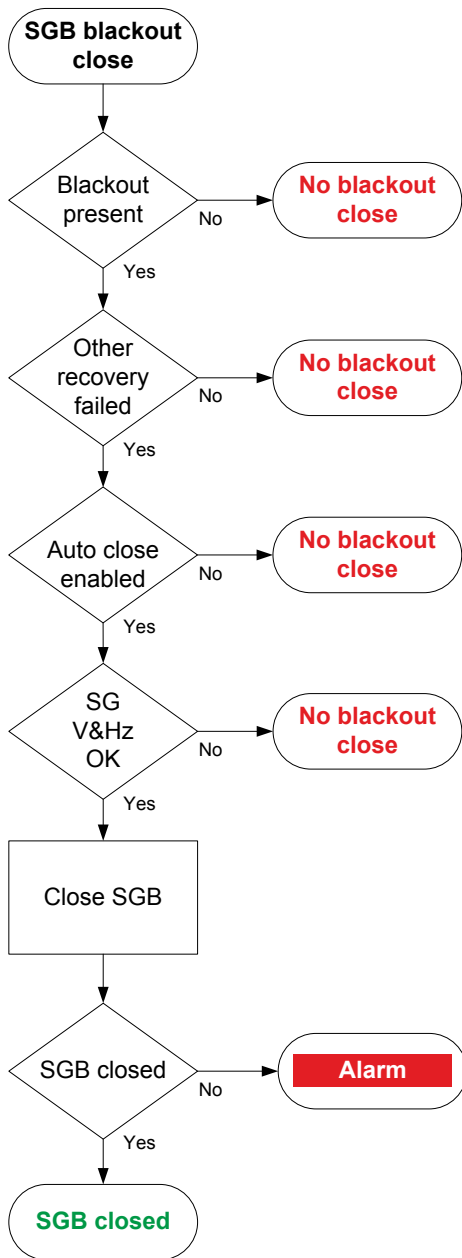 SGB blackout
close
Blackout
present
No
No blackout
close
Yes
Other
recovery
failed
No
No blackout
close
Yes
Auto close
enabled
No
No blackout
close
Yes
SG
V&Hz
OK
No
No blackout
close
Yes
Close SGB
SGB closed
No
Alarm
Yes
SGB closed